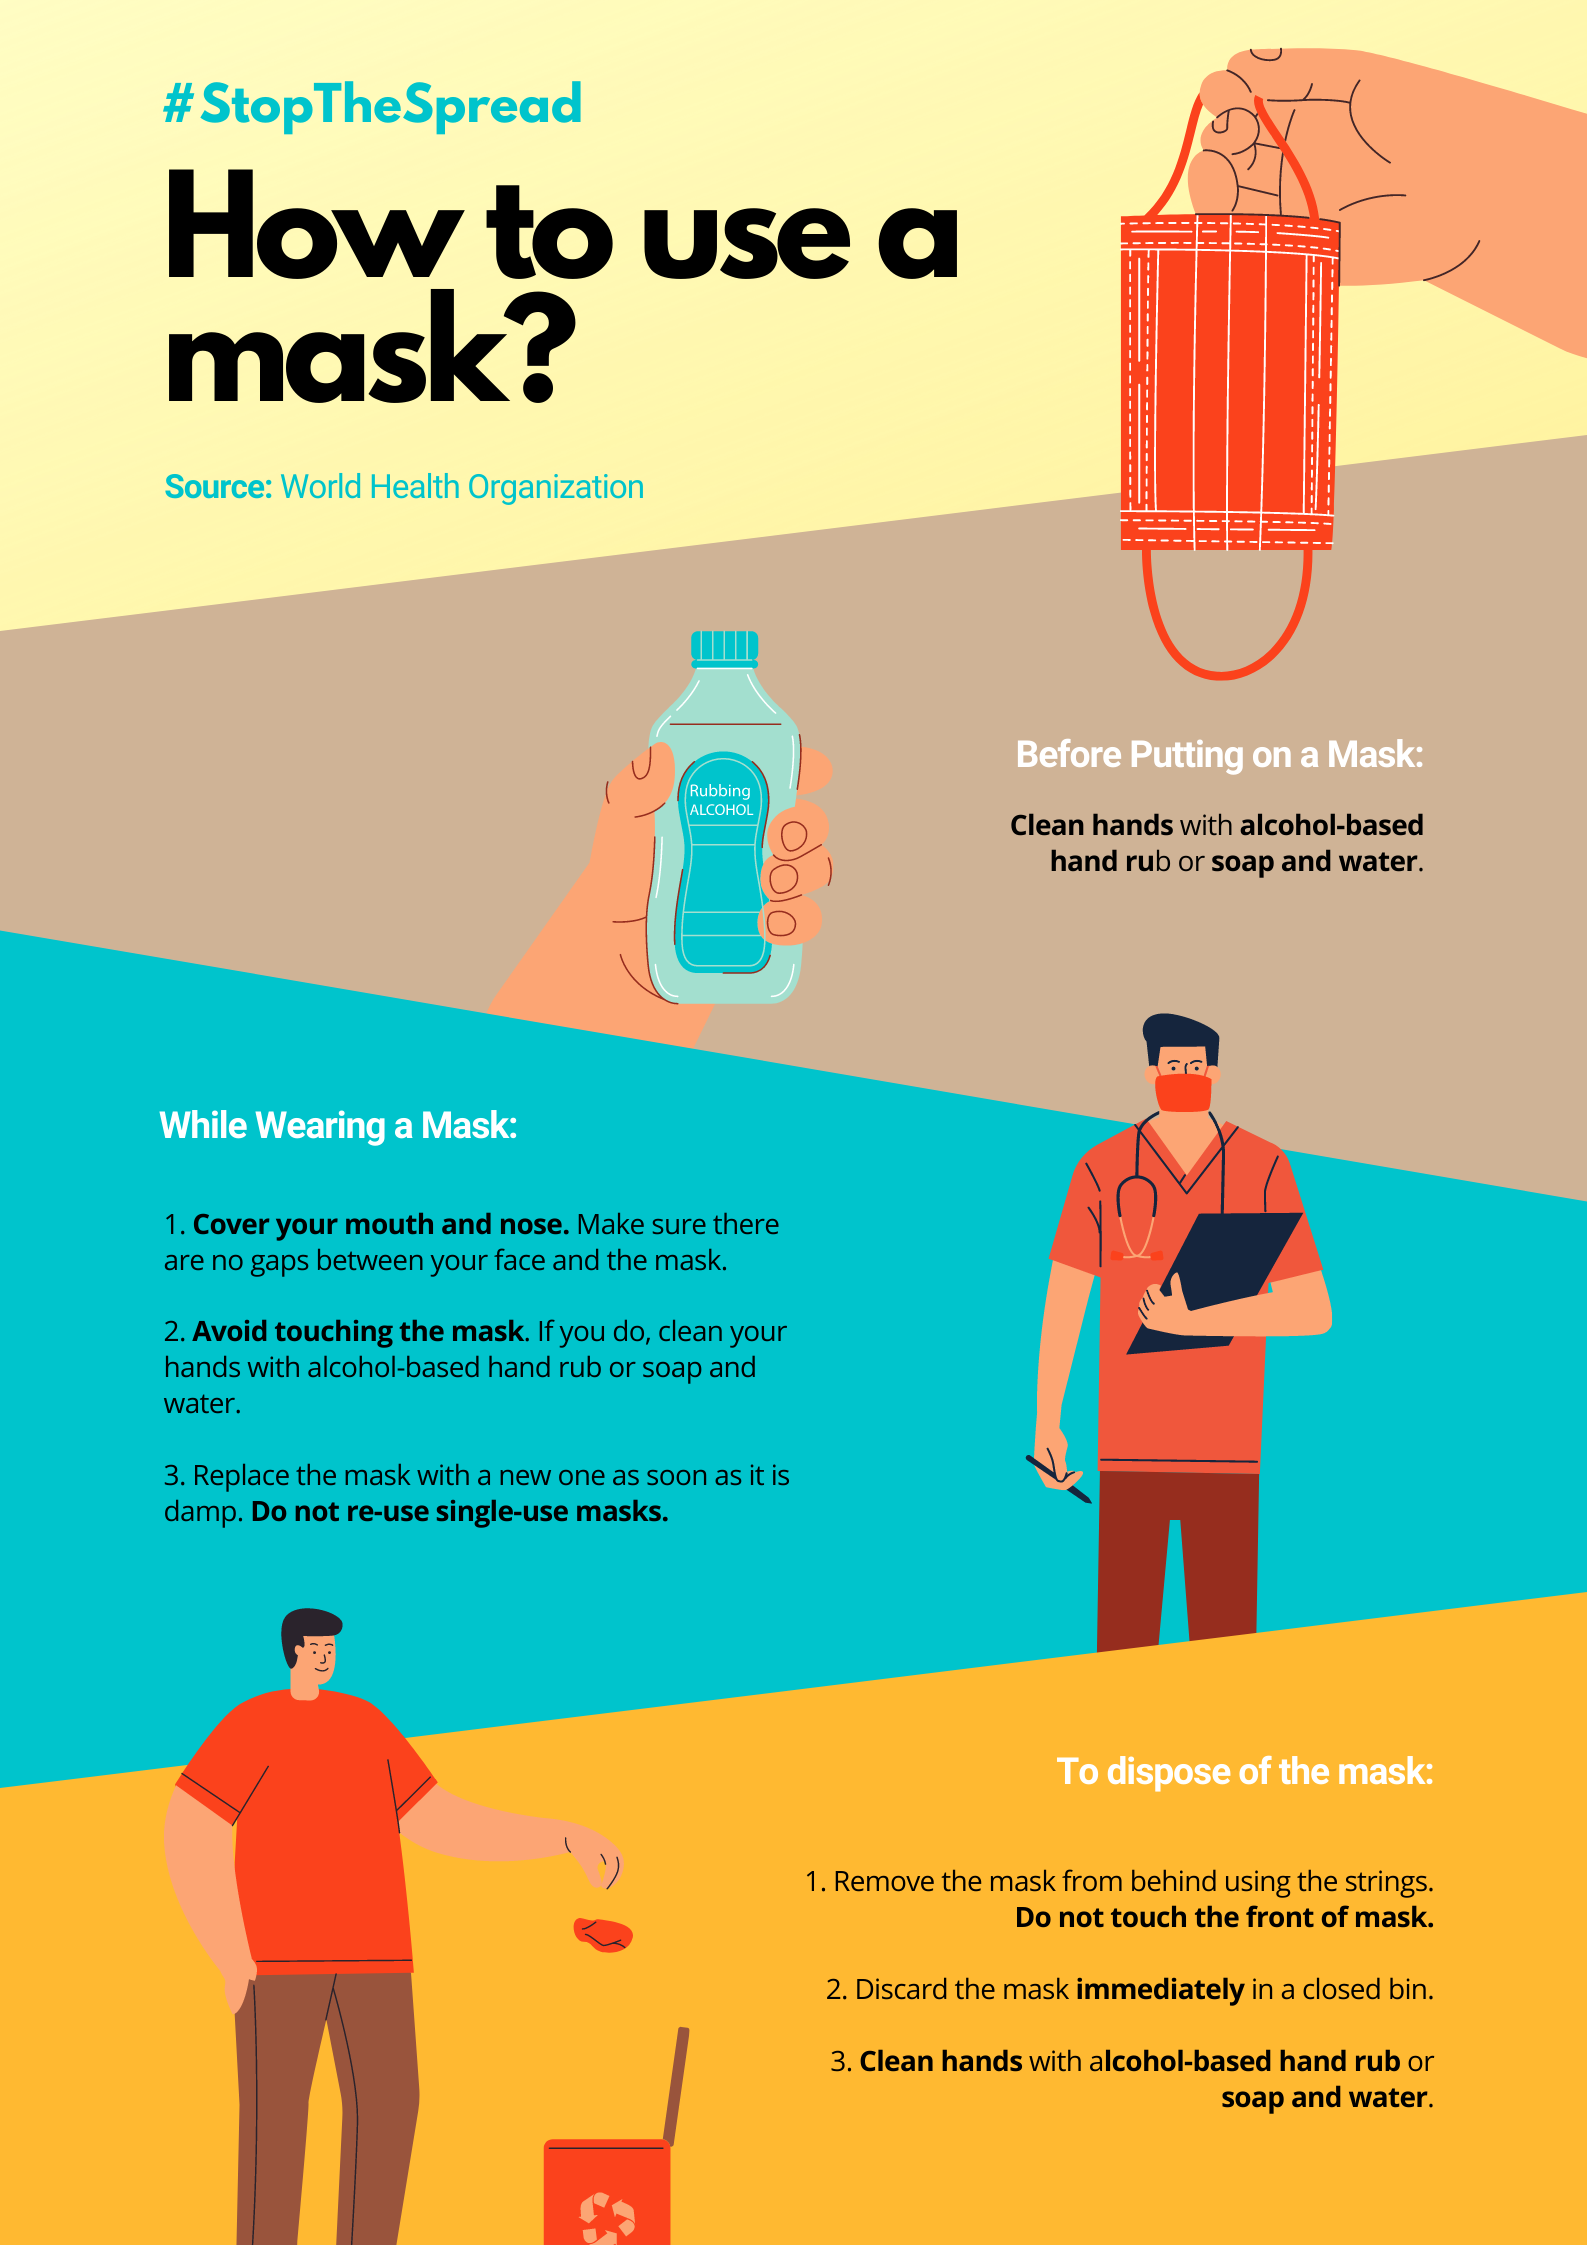 #StopTheSpread
How to use a
mask?
Source: World Health Organization
Rubbing
ALCOHOL
Before Putting on a Mask:
Clean hands with alcohol-based
hand rub or soap and water.
While Wearing a Mask:
1. Cover your mouth and nose. Make sure there
are no gaps between your face and the mask.
2. Avoid touching the mask. If you do, clean your
hands with alcohol-based hand rub or soap and
water.
3. Replace the mask with a new one as soon as it is
damp. Do not re-use single-use masks.
To dispose of the mask:
1. Remove the mask from behind using the strings.
Do not touch the front of mask.
2. Discard the mask immediately in a closed bin.
3. Clean hands with alcohol-based hand rub or
soap and water.